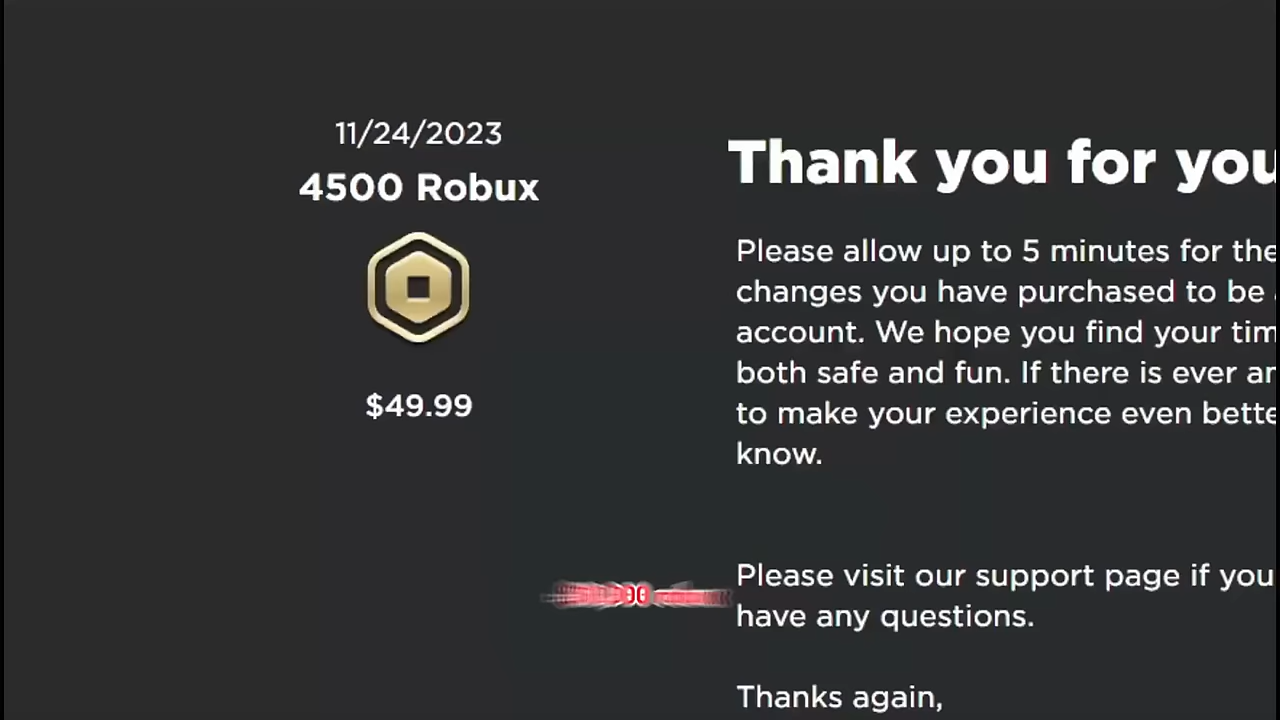 11/24/2023
4500 Robux
$49.99
Thank you for you
Please allow up to 5 minutes for the
changes you have purchased to be
account. We hope you find your tim
both safe and fun. If there is ever an
to make your experience even bette
know.
Please visit our support page if you
have any questions.
Thanks again,